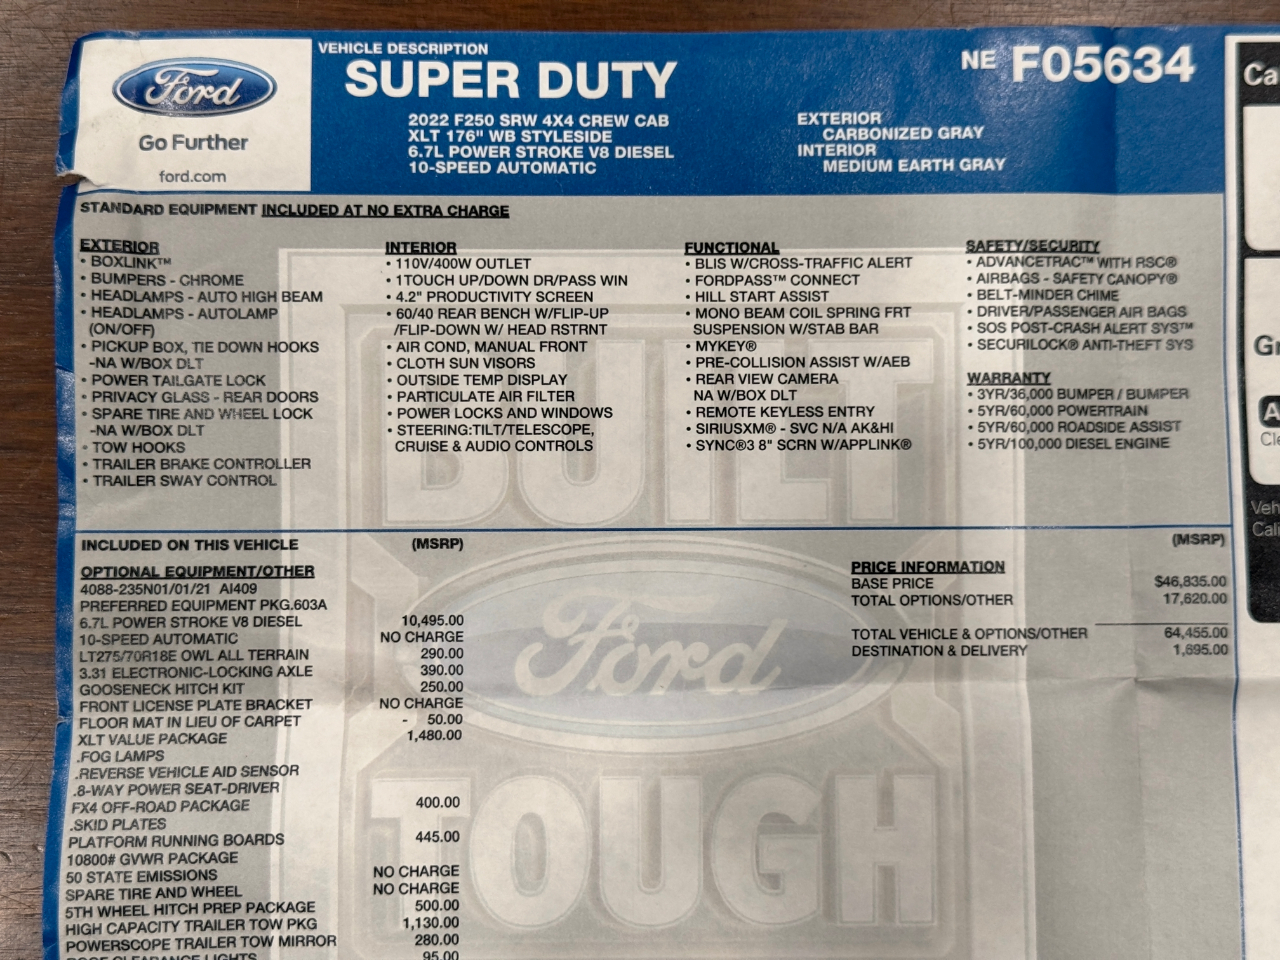 Ford
Go Further
ford.com
VEHICLE DESCRIPTION
SUPER DUTY
2022 F250 SRW 4X4 CREW CAB
XLT 176" WB STYLESIDE
6.7L POWER STROKE V8 DIESEL
10-SPEED AUTOMATIC
EXTERIOR
CARBONIZED GRAY
INTERIOR
MEDIUM EARTH GRAY
NE F05634
STANDARD EQUIPMENT INCLUDED AT NO EXTRA CHARGE
EXTERIOR
• BOXLINK™
• BUMPERS - CHROME
• HEADLAMPS - AUTO HIGH BEAM
• HEADLAMPS - AUTOLAMP
(ON/OFF)
• PICKUP BOX, TIE DOWN HOOKS
-NA W/BOX DLT
• POWER TAILGATE LOCK
• PRIVACY GLASS - REAR DOORS
• SPARE TIRE AND WHEEL LOCK
-NA W/BOX DLT
• TOW HOOKS
• TRAILER BRAKE CONTROLLER
• TRAILER SWAY CONTROL
INTERIOR
• 110V/400W OUTLET
• 1TOUCH UP/DOWN DR/PASS WIN
• 4.2" PRODUCTIVITY SCREEN
• 60/40 REAR BENCH W/FLIP-UP
/FLIP-DOWN W/ HEAD RSTRNT
• AIR COND, MANUAL FRONT
• CLOTH SUN VISORS
• OUTSIDE TEMP DISPLAY
• PARTICULATE AIR FILTER
• POWER LOCKS AND WINDOWS
• STEERING:TILT/TELESCOPE,
CRUISE & AUDIO CONTROLS
FUNCTIONAL
• BLIS W/CROSS-TRAFFIC ALERT
• FORDPASS™ CONNECT
• HILL START ASSIST
• MONO BEAM COIL SPRING FRT
SUSPENSION W/STAB BAR
• MYKEY®
• PRE-COLLISION ASSIST W/AEB
• REAR VIEW CAMERA
NA W/BOX DLT
• REMOTE KEYLESS ENTRY
• SIRIUSXM® - SVC N/A AK&HI
• SYNC®3 8" SCRN W/APPLINK®
SAFETY/SECURITY
• ADVANCETRAC™ WITH RSC®
• AIRBAGS - SAFETY CANOPY®
• BELT-MINDER CHIME
• DRIVER/PASSENGER AIR BAGS
• SOS POST-CRASH ALERT SYS™
• SECURILOCK® ANTI-THEFT SYS
WARRANTY
• 3YR/36,000 BUMPER / BUMPER
• 5YR/60,000 POWERTRAIN
• 5YR/60,000 ROADSIDE ASSIST
• 5YR/100,000 DIESEL ENGINE
BUILT
Ford
TOUGH
INCLUDED ON THIS VEHICLE (MSRP)
OPTIONAL EQUIPMENT/OTHER
4088-235N01/01/21 AI409
PREFERRED EQUIPMENT PKG.603A
6.7L POWER STROKE V8 DIESEL 10,495.00
10-SPEED AUTOMATIC NO CHARGE
LT275/70R18E OWL ALL TERRAIN 290.00
3.31 ELECTRONIC-LOCKING AXLE 390.00
GOOSENECK HITCH KIT 250.00
FRONT LICENSE PLATE BRACKET NO CHARGE
FLOOR MAT IN LIEU OF CARPET - 50.00
XLT VALUE PACKAGE 1,480.00
.FOG LAMPS
.REVERSE VEHICLE AID SENSOR
.8-WAY POWER SEAT-DRIVER
FX4 OFF-ROAD PACKAGE 400.00
.SKID PLATES
PLATFORM RUNNING BOARDS 445.00
10800# GVWR PACKAGE
50 STATE EMISSIONS NO CHARGE
SPARE TIRE AND WHEEL NO CHARGE
5TH WHEEL HITCH PREP PACKAGE 500.00
HIGH CAPACITY TRAILER TOW PKG 1,130.00
POWERSCOPE TRAILER TOW MIRROR 280.00
ROOF CLEARANCE LIGHTS 95.00
(MSRP)
PRICE INFORMATION
BASE PRICE $46,835.00
TOTAL OPTIONS/OTHER 17,620.00
TOTAL VEHICLE & OPTIONS/OTHER 64,455.00
DESTINATION & DELIVERY 1,695.00
Ca
Gr
A
Cle
Veh
Cali